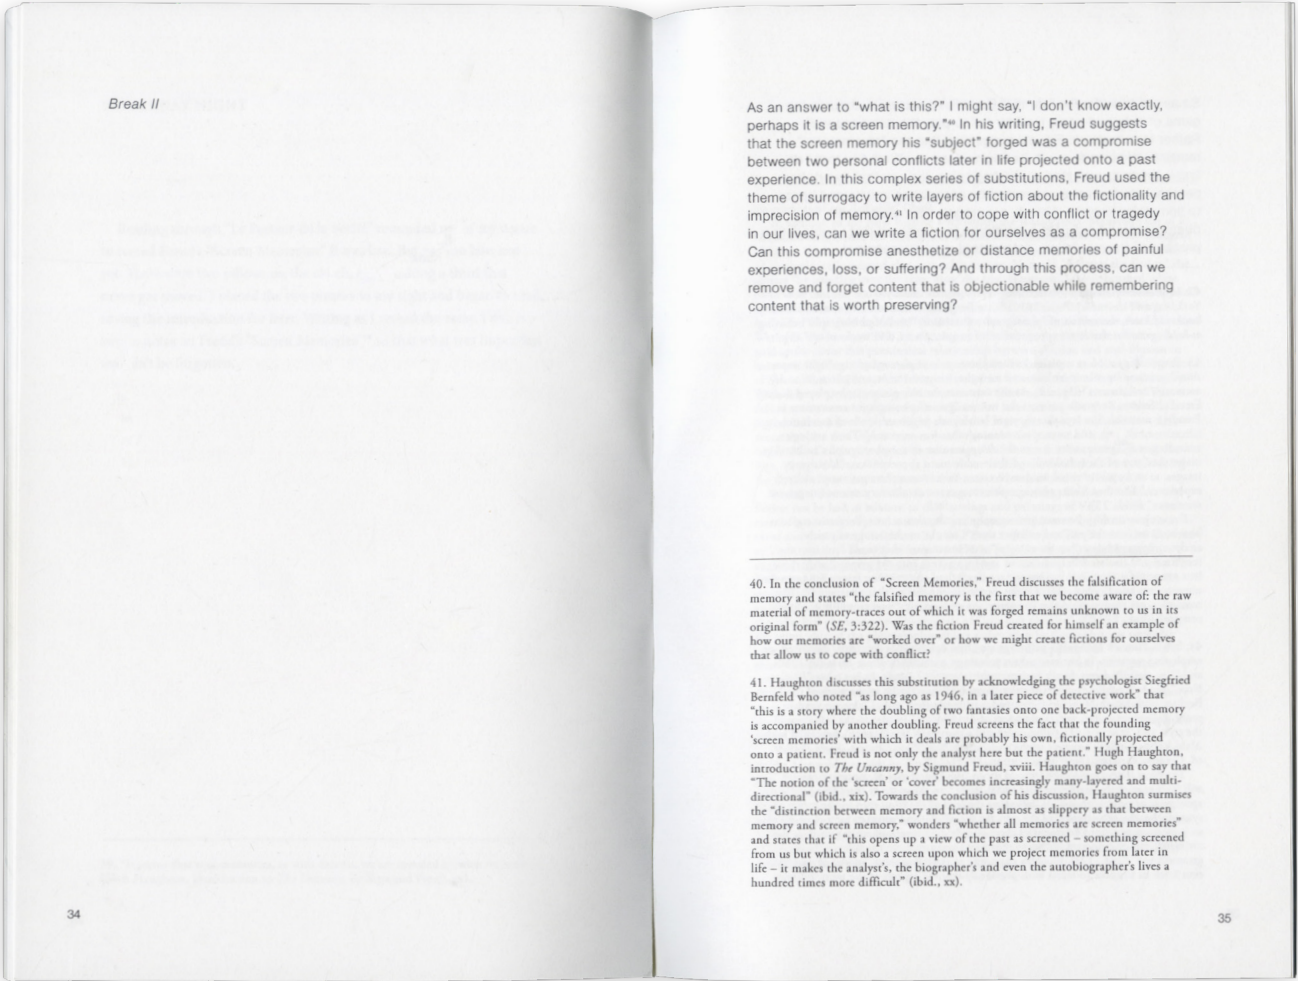 Break II
34
As an answer to "what is this?" I might say, "I don't know exactly,
perhaps it is a screen memory."⁴⁰ In his writing, Freud suggests
that the screen memory his "subject" forged was a compromise
between two personal conflicts later in life projected onto a past
experience. In this complex series of substitutions, Freud used the
theme of surrogacy to write layers of fiction about the fictionality and
imprecision of memory.⁴¹ In order to cope with conflict or tragedy
in our lives, can we write a fiction for ourselves as a compromise?
Can this compromise anesthetize or distance memories of painful
experiences, loss, or suffering? And through this process, can we
remove and forget content that is objectionable while remembering
content that is worth preserving?
40. In the conclusion of "Screen Memories," Freud discusses the falsification of
memory and states "the falsified memory is the first that we become aware of: the raw
material of memory-traces out of which it was forged remains unknown to us in its
original form" (SE, 3:322). Was the fiction Freud created for himself an example of
how our memories are "worked over" or how we might create fictions for ourselves
that allow us to cope with conflict?
41. Haughton discusses this substitution by acknowledging the psychologist Siegfried
Bernfeld who noted "as long ago as 1946, in a later piece of detective work" that
"this is a story where the doubling of two fantasies onto one back-projected memory
is accompanied by another doubling. Freud screens the fact that the founding
'screen memories' with which it deals are probably his own, fictionally projected
onto a patient. Freud is not only the analyst here but the patient." Hugh Haughton,
introduction to The Uncanny, by Sigmund Freud, xviii. Haughton goes on to say that
"The notion of the 'screen' or 'cover' becomes increasingly many-layered and multi-
directional" (ibid., xix). Towards the conclusion of his discussion, Haughton surmises
the "distinction between memory and fiction is almost as slippery as that between
memory and screen memory," wonders "whether all memories are screen memories"
and states that if "this opens up a view of the past as screened – something screened
from us but which is also a screen upon which we project memories from later in
life – it makes the analyst's, the biographer's and even the autobiographer's lives a
hundred times more difficult" (ibid., xx).
35